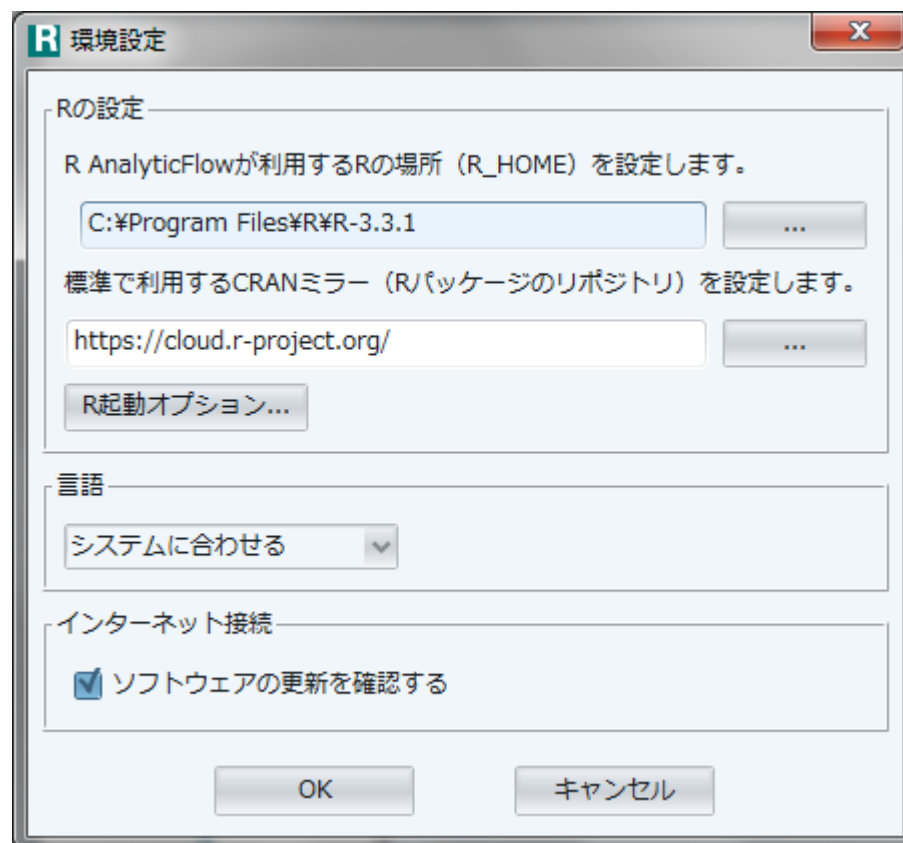 R 環境設定
Rの設定
R AnalyticFlowが利用するRの場所（R_HOME）を設定します。
C:¥Program Files¥R¥R-3.3.1
...
標準で利用するCRANミラー（Rパッケージのリポジトリ）を設定します。
https://cloud.r-project.org/
...
R起動オプション...
言語
システムに合わせる
インターネット接続
ソフトウェアの更新を確認する
OK
キャンセル